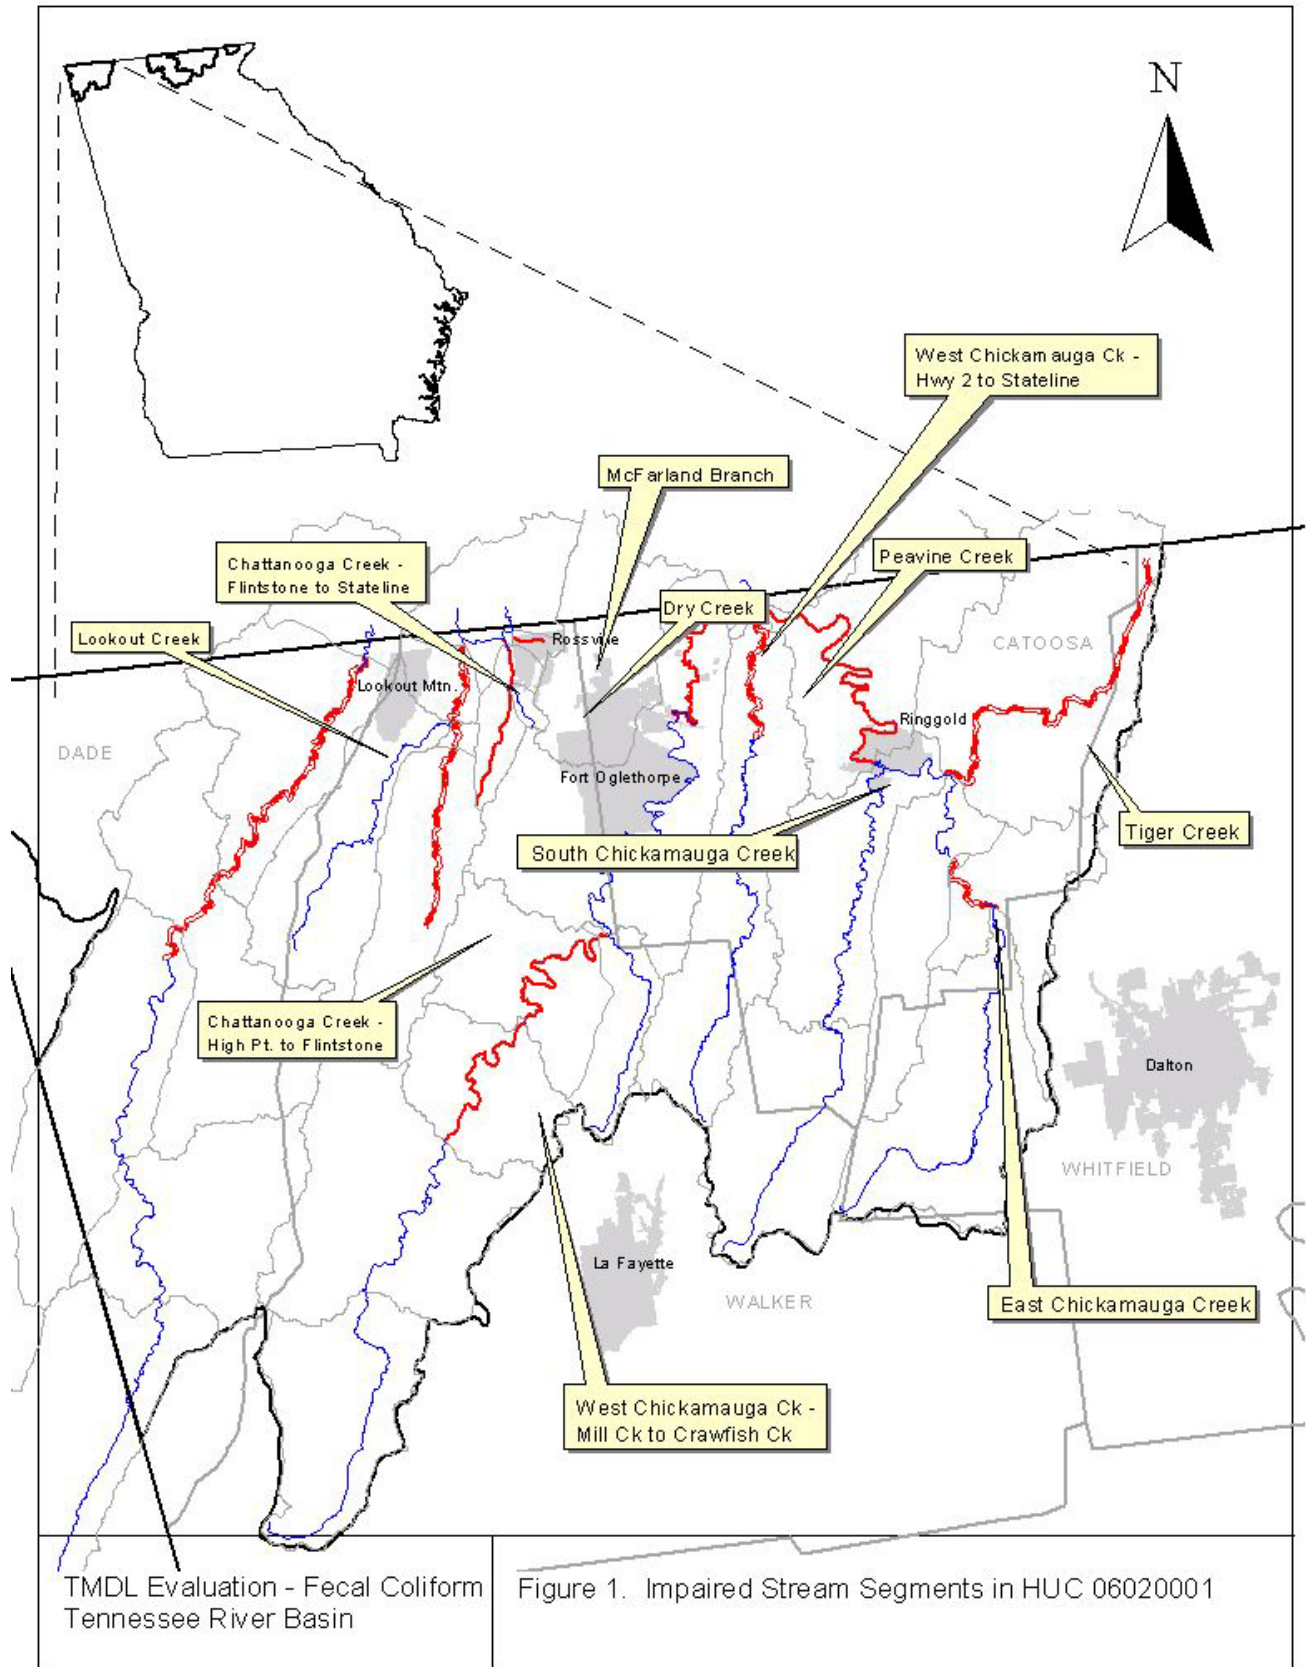 N
West Chickamauga Ck -
Hwy 2 to Stateline
McFarland Branch
Chattanooga Creek -
Flintstone to Stateline
Peavine Creek
Dry Creek
Lookout Creek
Rossville
CATOOSA
Lookout Mtn.
Ringgold
DADE
Fort Oglethorpe
Tiger Creek
South Chickamauga Creek
Chattanooga Creek -
High Pt. to Flintstone
Dalton
WHITFIELD
La Fayette
WALKER
East Chickamauga Creek
West Chickamauga Ck -
Mill Ck to Crawfish Ck
TMDL Evaluation - Fecal Coliform
Tennessee River Basin
Figure 1. Impaired Stream Segments in HUC 06020001